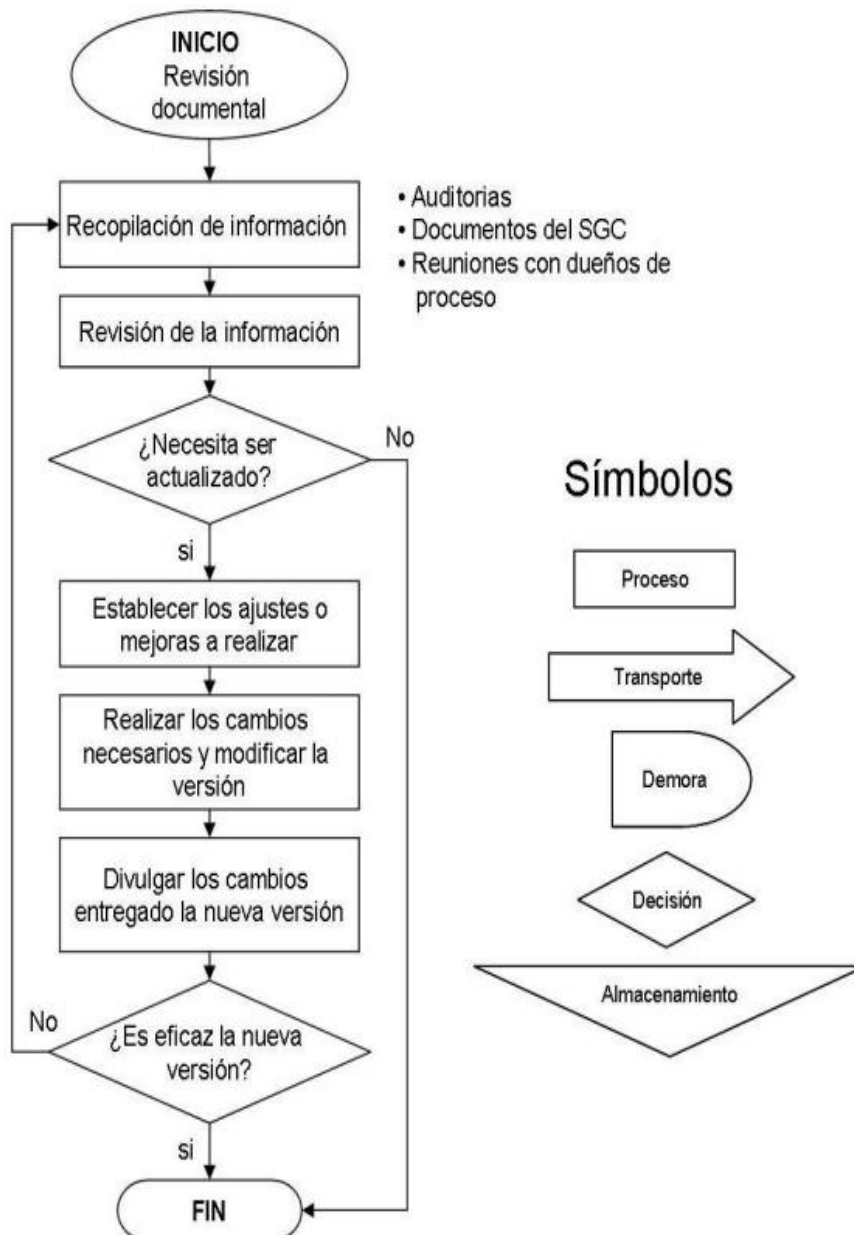 INICIO
Revisión
documental
Recopilación de información
• Auditorias
• Documentos del SGC
• Reuniones con dueños de
proceso
Revisión de la información
¿Necesita ser
actualizado?
No
si
Establecer los ajustes o
mejoras a realizar
Realizar los cambios
necesarios y modificar la
versión
Divulgar los cambios
entregado la nueva versión
¿Es eficaz la nueva
versión?
No
si
FIN
Símbolos
Proceso
Transporte
Demora
Decisión
Almacenamiento